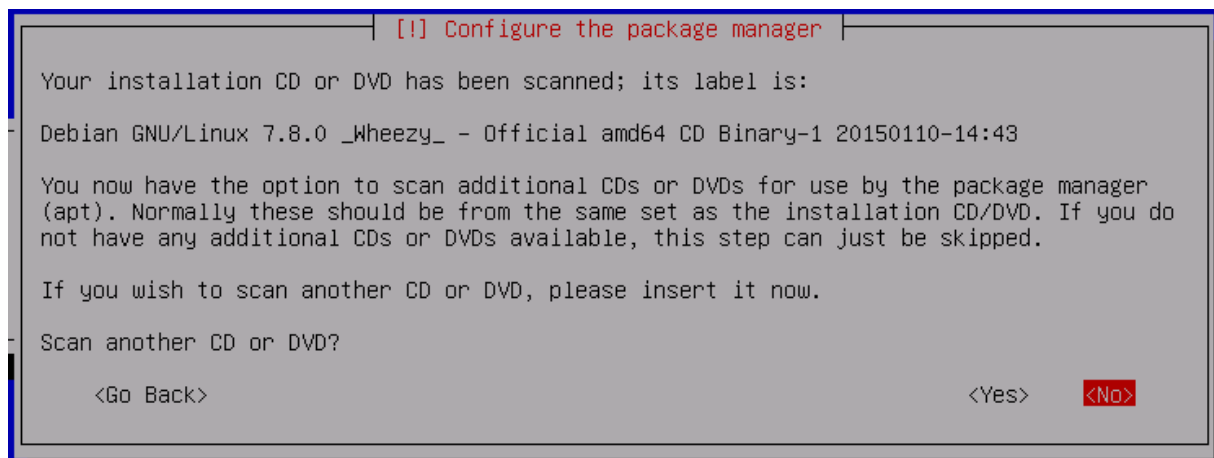 [!] Configure the package manager
Your installation CD or DVD has been scanned; its label is:
Debian GNU/Linux 7.8.0 _Wheezy_ - Official amd64 CD Binary-1 20150110-14:43
You now have the option to scan additional CDs or DVDs for use by the package manager
(apt). Normally these should be from the same set as the installation CD/DVD. If you do
not have any additional CDs or DVDs available, this step can just be skipped.
If you wish to scan another CD or DVD, please insert it now.
Scan another CD or DVD?
<Go Back> <Yes> <No>